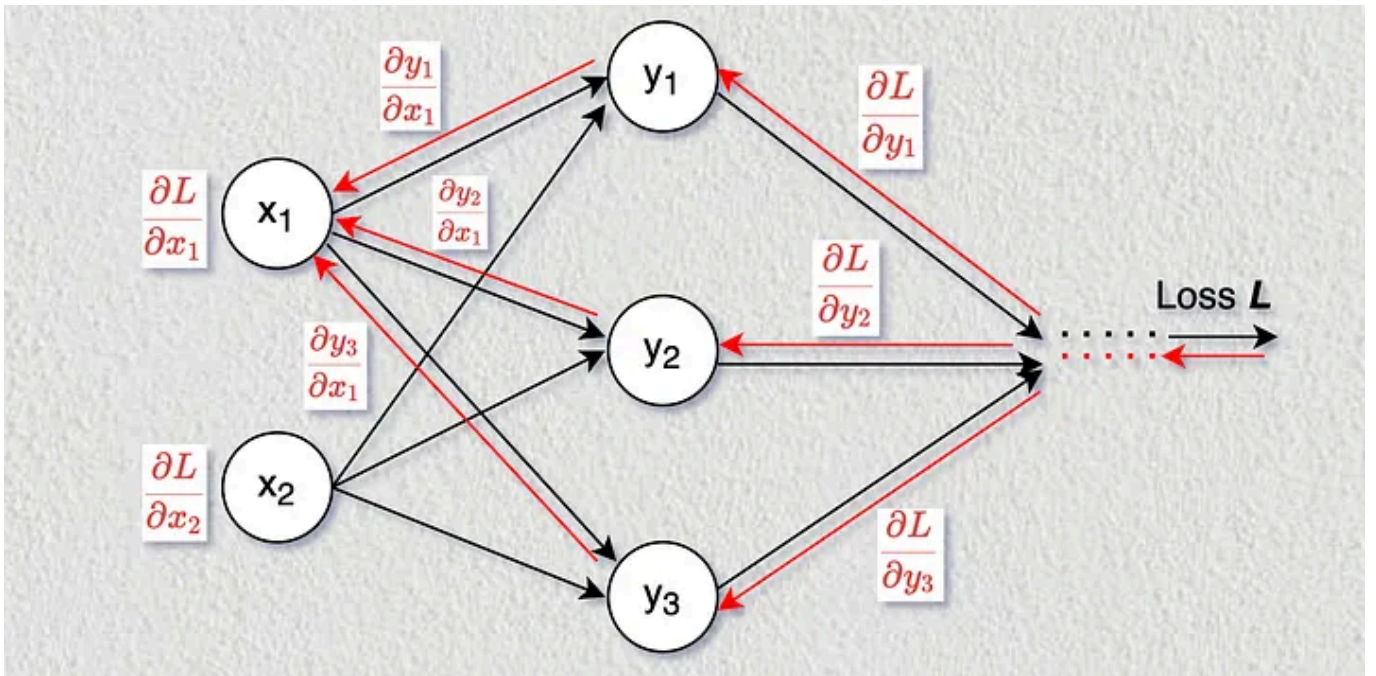 ∂y₁/∂x₁
y₁
∂L/∂y₁
∂L/∂x₁
x₁
∂y₂/∂x₁
∂L/∂y₂
Loss L
∂y₃/∂x₁
y₂
∂L/∂x₂
x₂
∂L/∂y₃
y₃